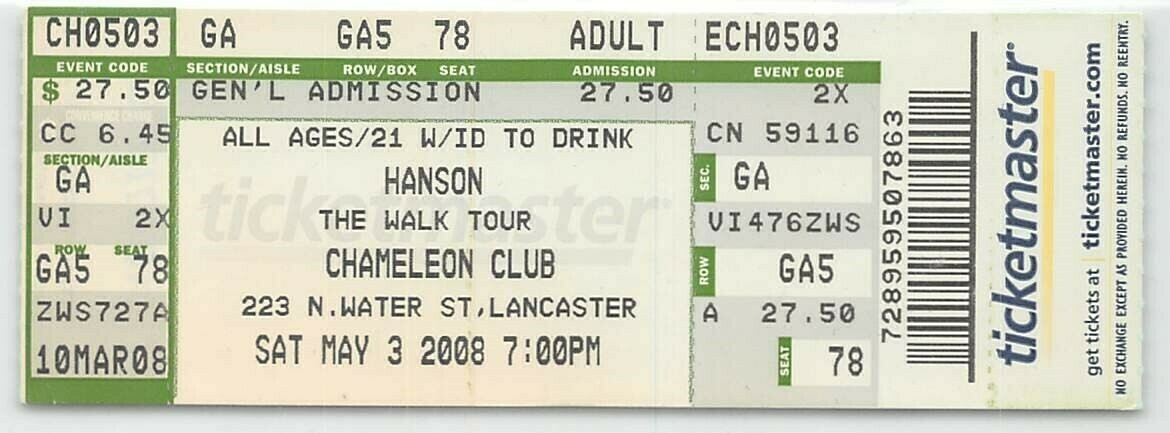 CH0503 GA GA5 78 ADULT ECH0503
EVENT CODE SECTION/AISLE ROW/BOX SEAT ADMISSION EVENT CODE
$ 27.50 GEN'L ADMISSION 27.50 2X
CONVENIENCE CHARGE
CC 6.45
SECTION/AISLE
GA
VI 2X
ROW SEAT
GA5 78
ZWS727A
10MAR08
ticketmaster
ALL AGES/21 W/ID TO DRINK
HANSON
THE WALK TOUR
CHAMELEON CLUB
223 N.WATER ST,LANCASTER
SAT MAY 3 2008 7:00PM
CN 59116
SEC. GA
VI476ZWS
ROW GA5
A 27.50
SEAT 78
728959507863
ticketmaster
get tickets at ticketmaster.com
NO EXCHANGE EXCEPT AS PROVIDED HEREIN. NO REFUNDS. NO REENTRY.